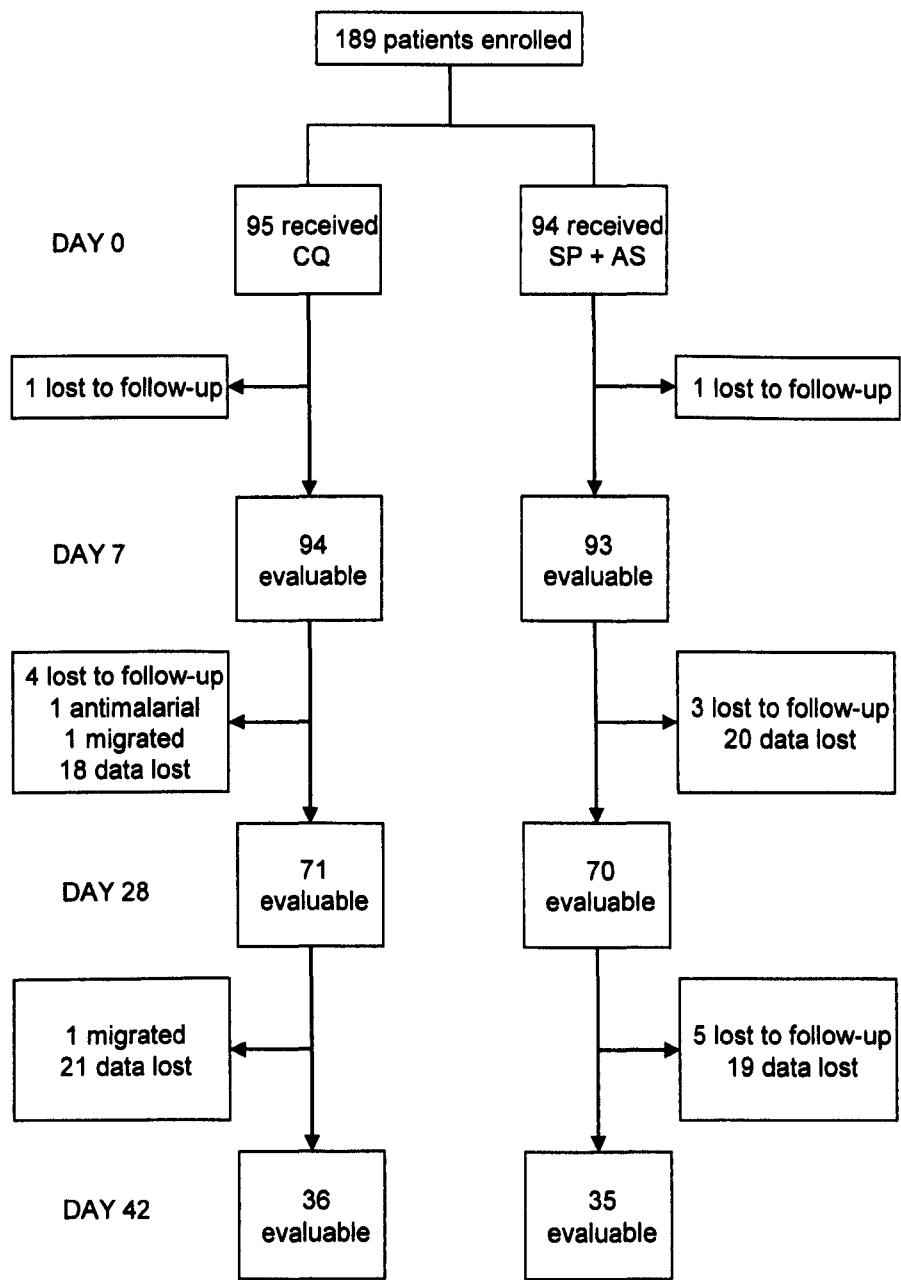 189 patients enrolled
DAY 0
95 received
CQ
94 received
SP + AS
1 lost to follow-up
1 lost to follow-up
DAY 7
94
evaluable
93
evaluable
4 lost to follow-up
1 antimalarial
1 migrated
18 data lost
3 lost to follow-up
20 data lost
DAY 28
71
evaluable
70
evaluable
1 migrated
21 data lost
5 lost to follow-up
19 data lost
DAY 42
36
evaluable
35
evaluable